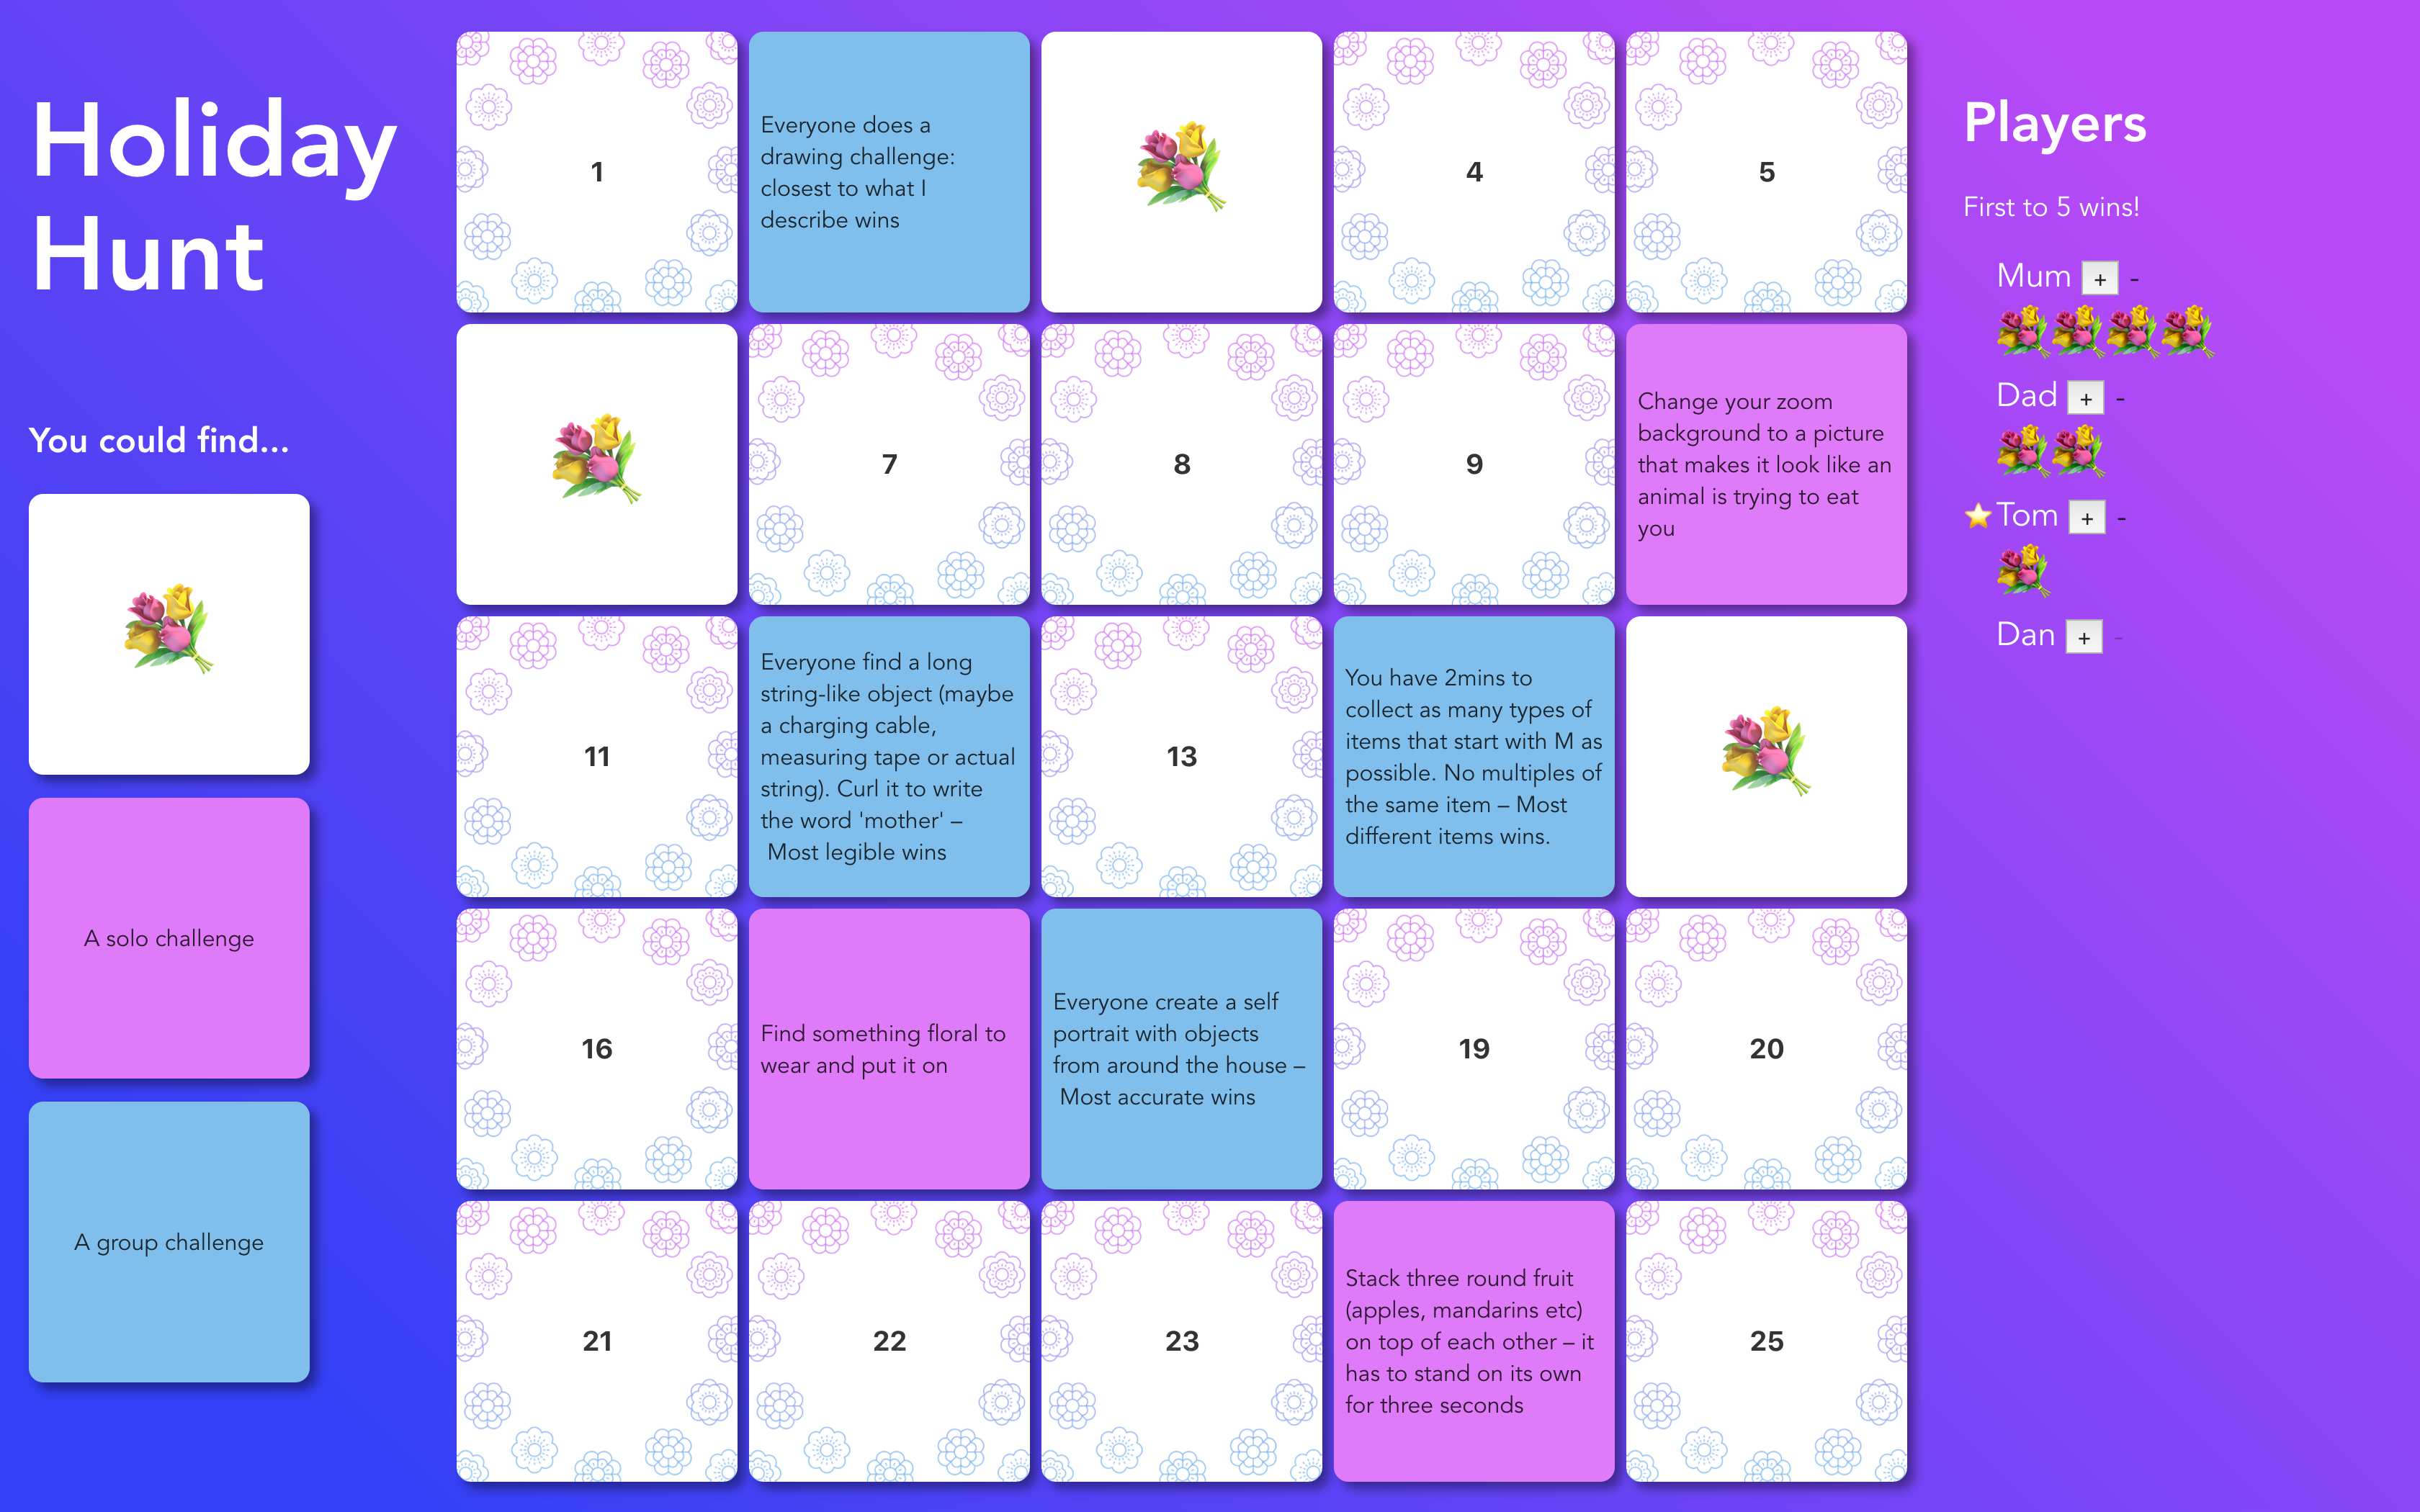 Holiday
Hunt
You could find...
A solo challenge
A group challenge
1
Everyone does a
drawing challenge:
closest to what I
describe wins
4
5
7
8
9
Change your zoom
background to a picture
that makes it look like an
animal is trying to eat
you
11
Everyone find a long
string-like object (maybe
a charging cable,
measuring tape or actual
string). Curl it to write
the word 'mother' –
Most legible wins
13
You have 2mins to
collect as many types of
items that start with M as
possible. No multiples of
the same item – Most
different items wins.
16
Find something floral to
wear and put it on
Everyone create a self
portrait with objects
from around the house –
Most accurate wins
19
20
21
22
23
Stack three round fruit
(apples, mandarins etc)
on top of each other – it
has to stand on its own
for three seconds
25
Players
First to 5 wins!
Mum + -
Dad + -
Tom + -
Dan + -